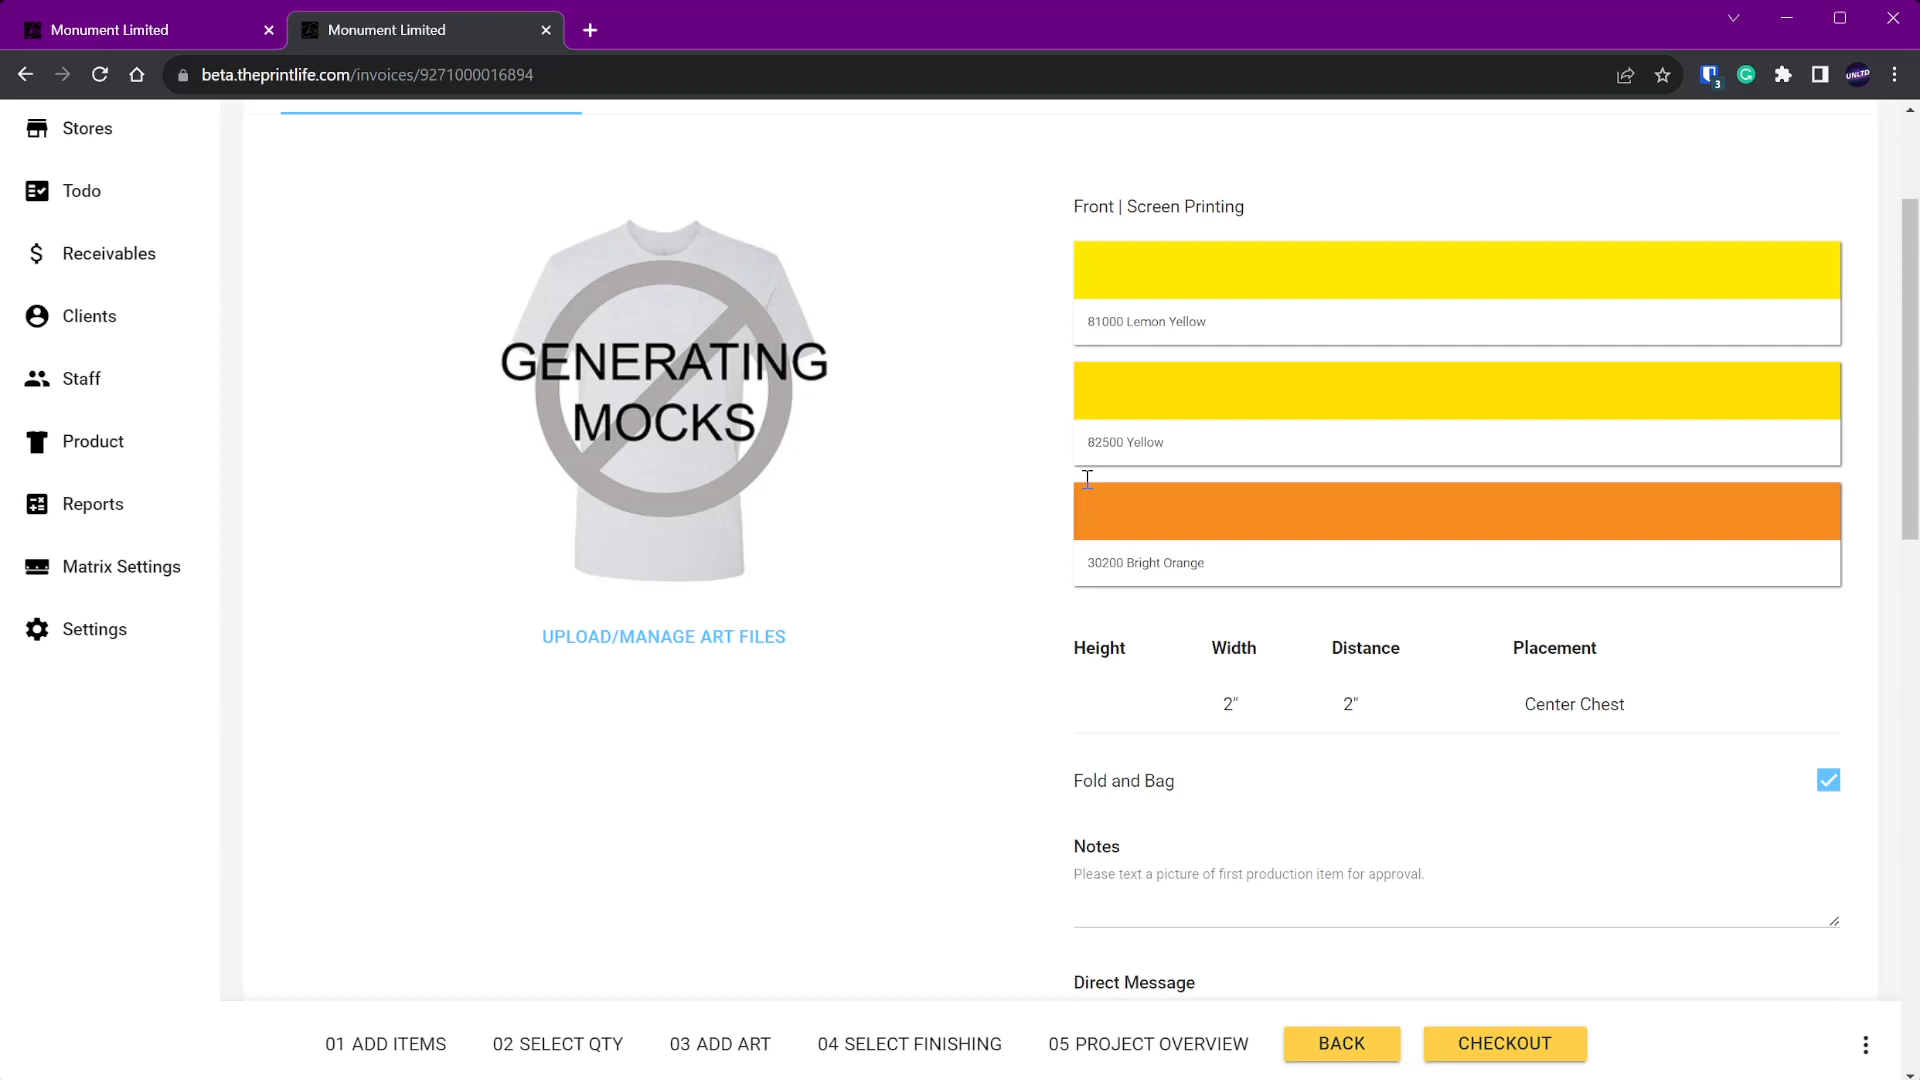 Monument Limited
Monument Limited
beta.theprintlife.com/invoices/9271000016894
3
UNLTD
Stores
Todo
Receivables
Clients
Staff
Product
Reports
Matrix Settings
Settings
GENERATING
MOCKS
UPLOAD/MANAGE ART FILES
Front | Screen Printing
81000 Lemon Yellow
82500 Yellow
30200 Bright Orange
Height Width Distance Placement
2" 2" Center Chest
Fold and Bag
Notes
Please text a picture of first production item for approval.
Direct Message
01 ADD ITEMS 02 SELECT QTY 03 ADD ART 04 SELECT FINISHING 05 PROJECT OVERVIEW BACK CHECKOUT